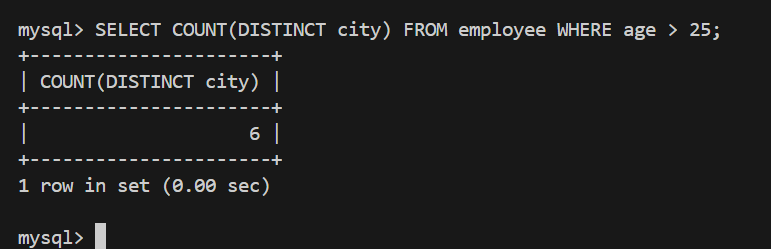 mysql> SELECT COUNT(DISTINCT city) FROM employee WHERE age > 25;
+----------------------+
| COUNT(DISTINCT city) |
+----------------------+
|                    6 |
+----------------------+
1 row in set (0.00 sec)
mysql>